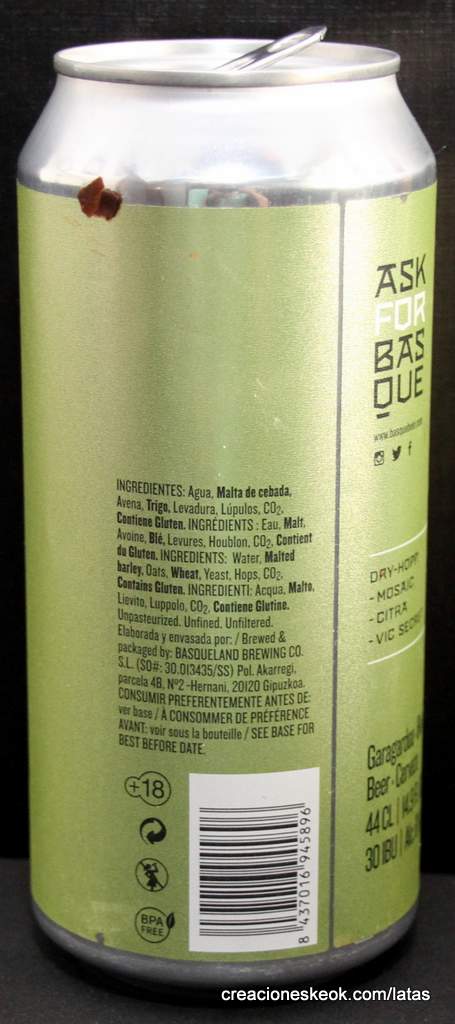 ASK
FOR
BAS
QUE
www.basquebeer.com
INGREDIENTES: Agua, Malta de cebada,
Avena, Trigo, Levadura, Lúpulos, CO₂.
Contiene Gluten. INGRÉDIENTS : Eau, Malt,
Avoine, Blé, Levures, Houblon, CO₂, Contient
du Gluten. INGREDIENTS: Water, Malted
barley, Oats, Wheat, Yeast, Hops, CO₂.
Contains Gluten. INGREDIENTI: Acqua, Malto,
Lievito, Luppolo, CO₂. Contiene Glutine.
Unpasteurized. Unfined. Unfiltered.
Elaborada y envasada por: / Brewed &
packaged by: BASQUELAND BREWING CO.
S.L. (SO#: 30.013435/SS) Pol. Akarregi,
parcela 4B, Nº2 -Hernani, 20120 Gipuzkoa.
CONSUMIR PREFERENTEMENTE ANTES DE:
ver base / À CONSOMMER DE PRÉFÉRENCE
AVANT: voir sous la bouteille / SEE BASE FOR
BEST BEFORE DATE.
+18
BPA
FREE
8 437016 945896
DRY-HOPP
- MOSAIC
- CITRA
- VIC SECRET
Garagardoa
Beer - Cerveza
44 CL |
30 IBU |
creacioneskeok.com/latas